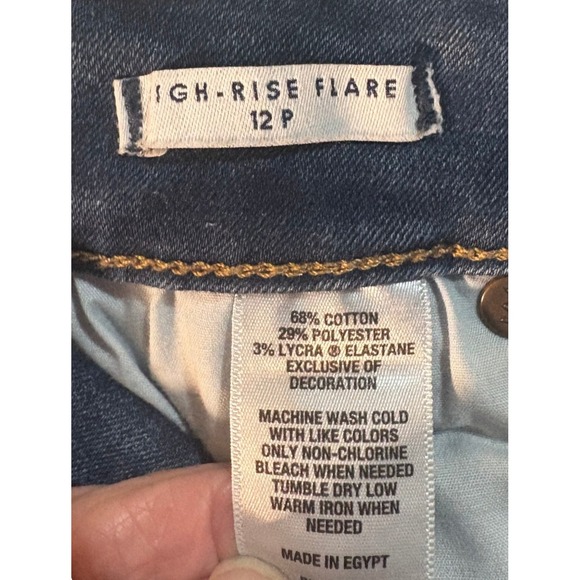 IGH-RISE FLARE
12 P
68% COTTON
29% POLYESTER
3% LYCRA ® ELASTANE
EXCLUSIVE OF
DECORATION
MACHINE WASH COLD
WITH LIKE COLORS
ONLY NON-CHLORINE
BLEACH WHEN NEEDED
TUMBLE DRY LOW
WARM IRON WHEN
NEEDED
MADE IN EGYPT